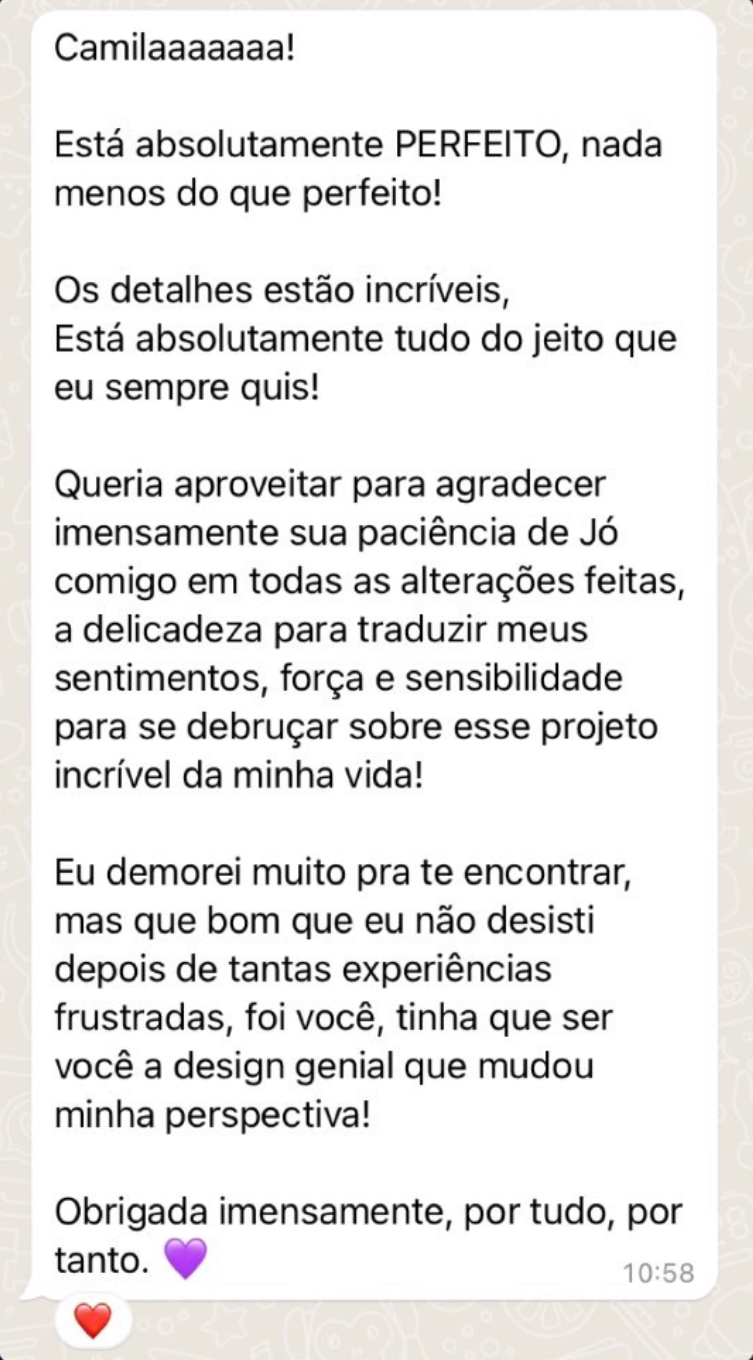 Camilaaaaaaa!
Está absolutamente PERFEITO, nada
menos do que perfeito!
Os detalhes estão incríveis,
Está absolutamente tudo do jeito que
eu sempre quis!
Queria aproveitar para agradecer
imensamente sua paciência de Jó
comigo em todas as alterações feitas,
a delicadeza para traduzir meus
sentimentos, força e sensibilidade
para se debruçar sobre esse projeto
incrível da minha vida!
Eu demorei muito pra te encontrar,
mas que bom que eu não desisti
depois de tantas experiências
frustradas, foi você, tinha que ser
você a design genial que mudou
minha perspectiva!
Obrigada imensamente, por tudo, por
tanto. 💜
10:58
❤️